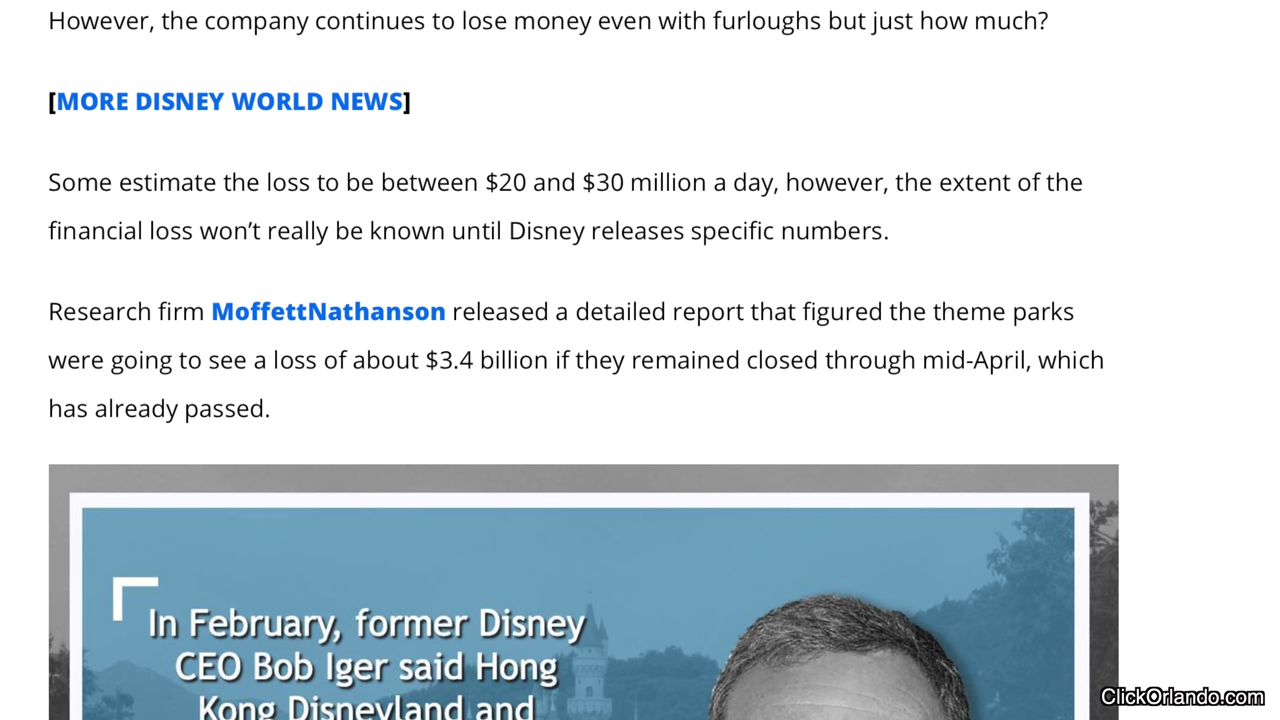 However, the company continues to lose money even with furloughs but just how much?
[MORE DISNEY WORLD NEWS]
Some estimate the loss to be between $20 and $30 million a day, however, the extent of the
financial loss won’t really be known until Disney releases specific numbers.
Research firm MoffettNathanson released a detailed report that figured the theme parks
were going to see a loss of about $3.4 billion if they remained closed through mid-April, which
has already passed.
In February, former Disney
CEO Bob Iger said Hong
Kong Disneyland and
ClickOrlando.com